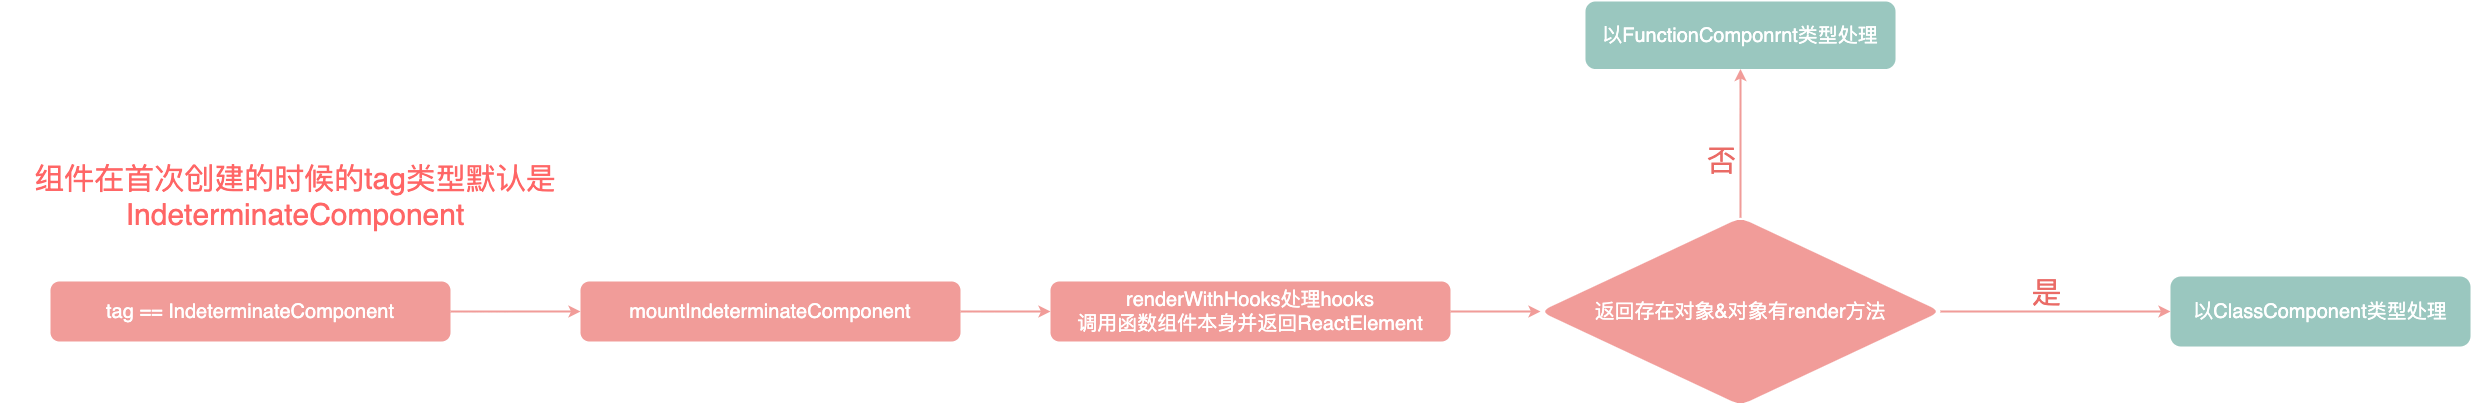 组件在首次创建的时候的tag类型默认是
IndeterminateComponent
tag == IndeterminateComponent
mountIndeterminateComponent
renderWithHooks处理hooks
调用函数组件本身并返回ReactElement
返回存在对象&对象有render方法
否
以FunctionComponrnt类型处理
是
以ClassComponent类型处理